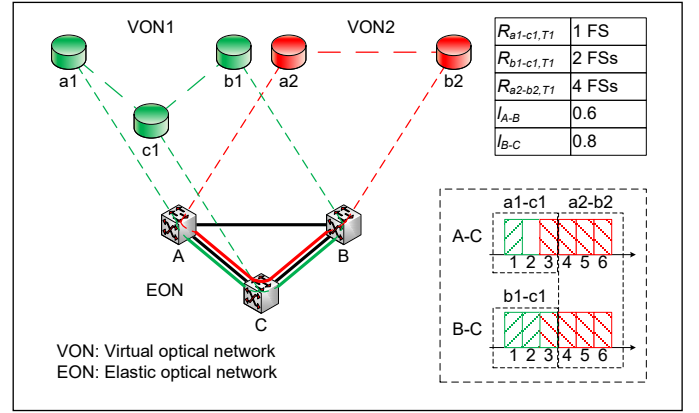 VON1
VON2
a1
b1
a2
b2
c1
R_{a1-c1,T1} 1 FS
R_{b1-c1,T1} 2 FSs
R_{a2-b2,T1} 4 FSs
I_{A-B} 0.6
I_{B-C} 0.8
a1-c1 a2-b2
A-C
1 2 3 4 5 6
b1-c1
B-C
1 2 3 4 5 6
A
B
EON
C
VON: Virtual optical network
EON: Elastic optical network